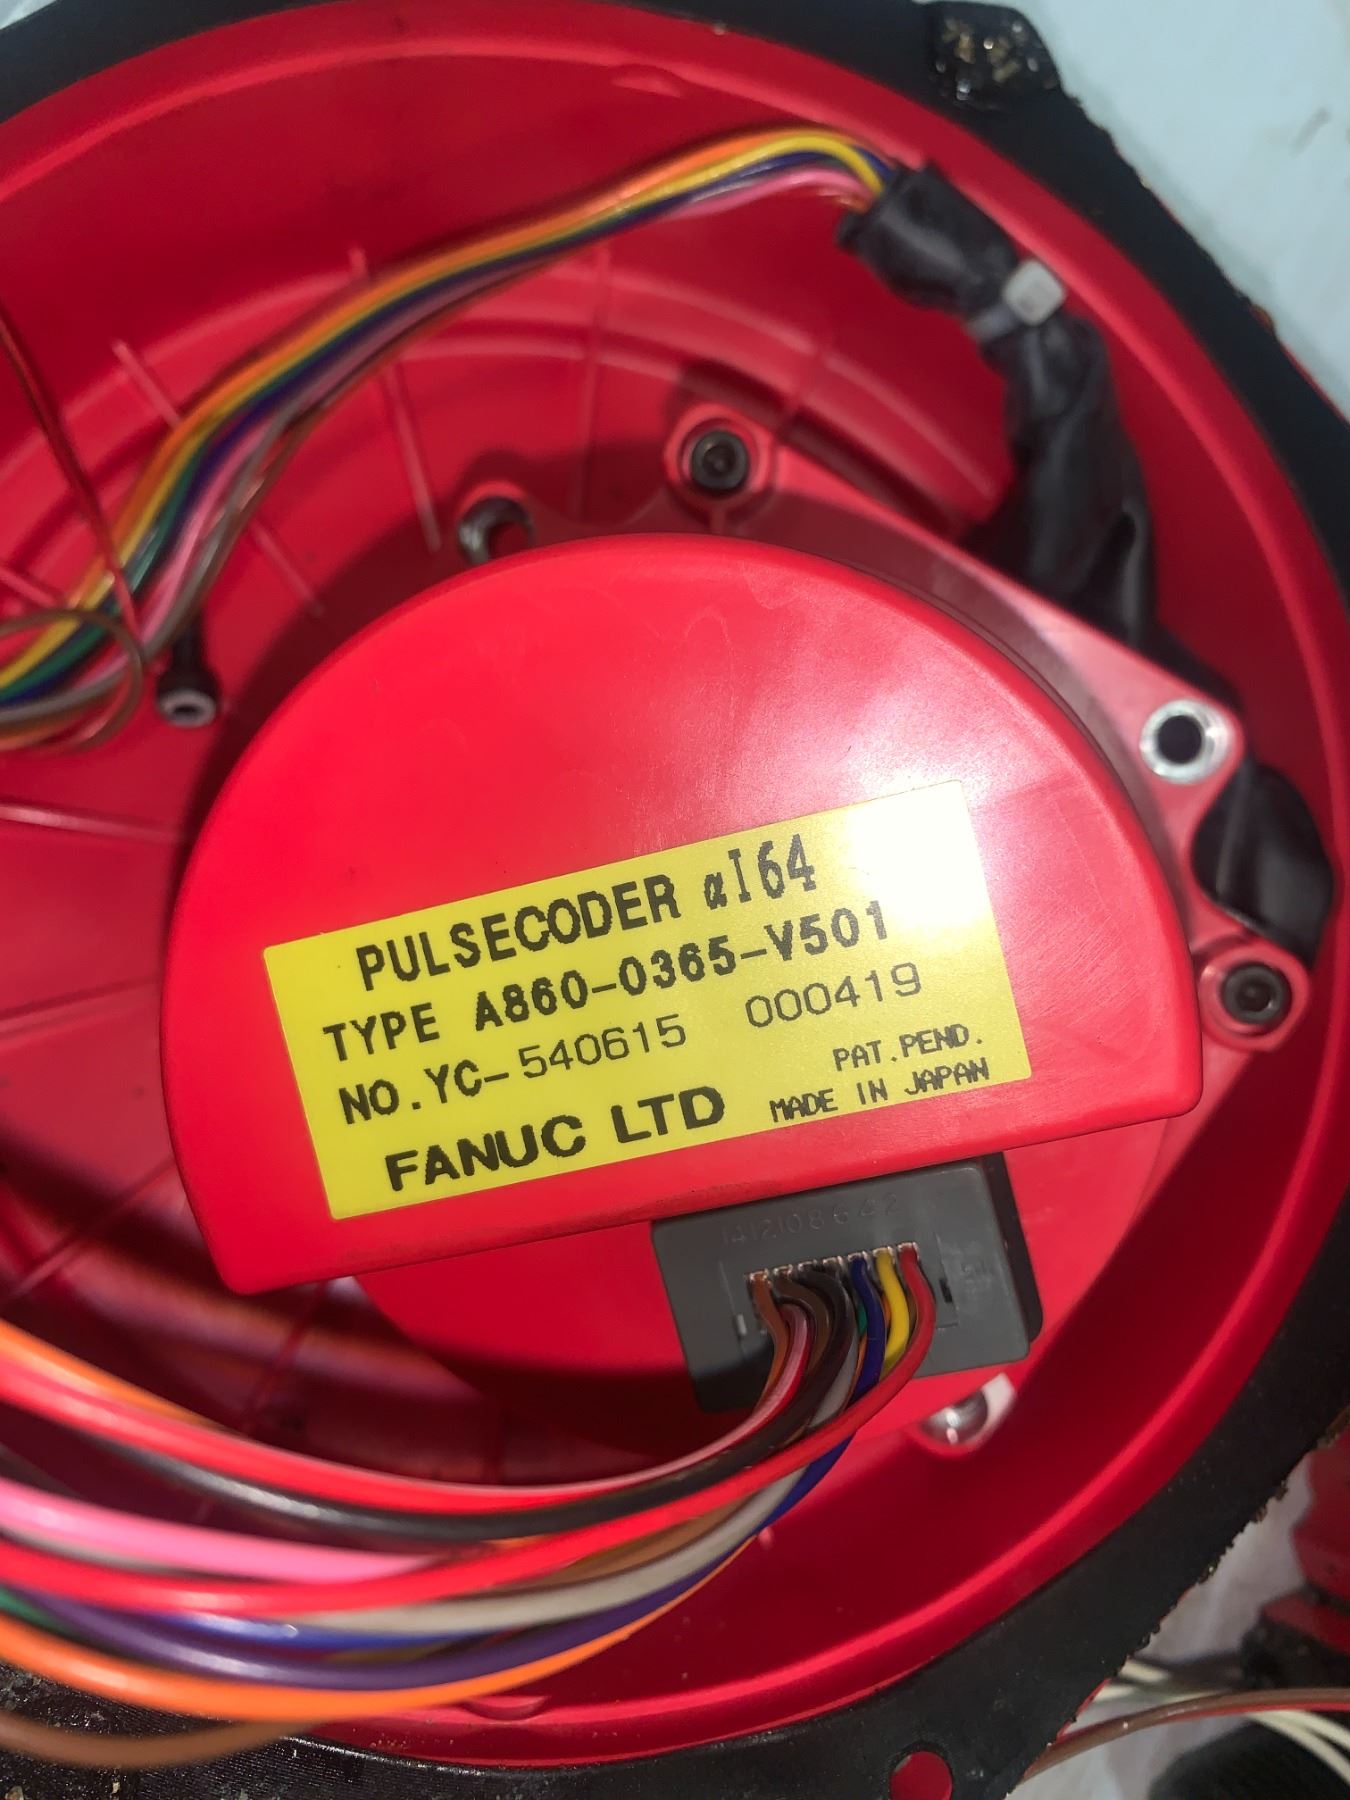 PULSECODER αI64
TYPE A860-0365-V501
NO.YC-540615 000419
PAT.PEND.
FANUC LTD MADE IN JAPAN